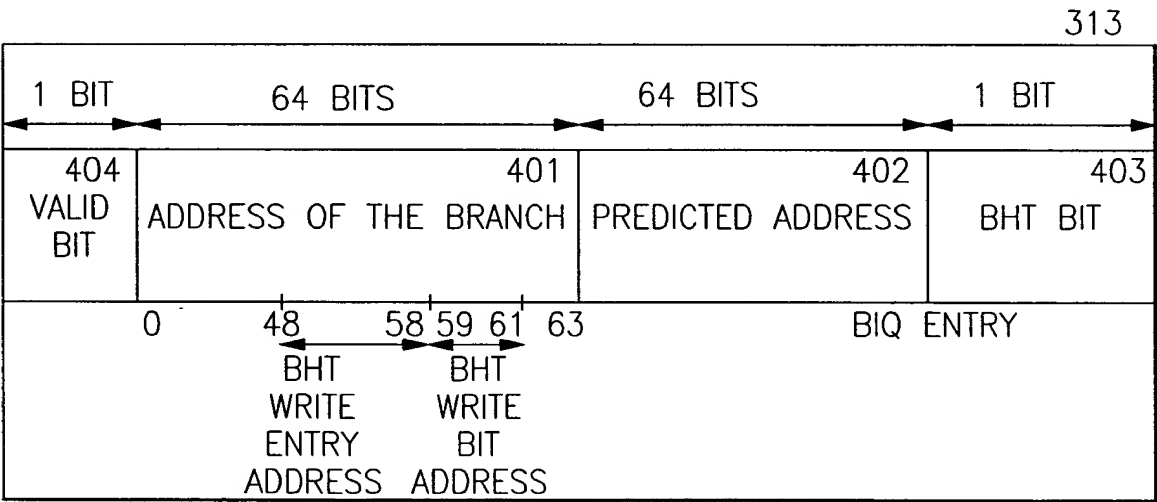 313
1 BIT 64 BITS 64 BITS 1 BIT
404 401 402 403
VALID
BIT
ADDRESS OF THE BRANCH
PREDICTED ADDRESS
BHT BIT
0 48 58 59 61 63 BIQ ENTRY
BHT
WRITE
ENTRY
ADDRESS
BHT
WRITE
BIT
ADDRESS